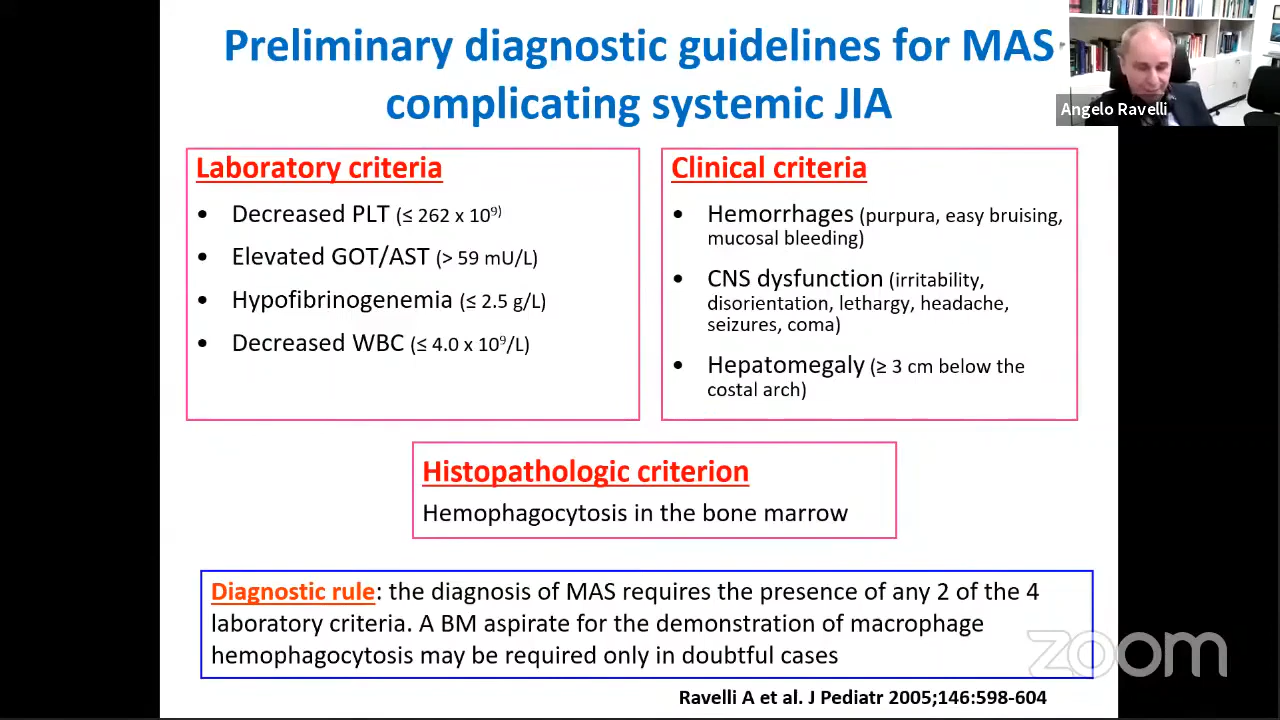 Preliminary diagnostic guidelines for MAS
complicating systemic JIA
Angelo Ravelli
Laboratory criteria
• Decreased PLT (≤ 262 x 10⁹⁾
• Elevated GOT/AST (> 59 mU/L)
• Hypofibrinogenemia (≤ 2.5 g/L)
• Decreased WBC (≤ 4.0 x 10⁹/L)
Clinical criteria
• Hemorrhages (purpura, easy bruising,
mucosal bleeding)
• CNS dysfunction (irritability,
disorientation, lethargy, headache,
seizures, coma)
• Hepatomegaly (≥ 3 cm below the
costal arch)
Histopathologic criterion
Hemophagocytosis in the bone marrow
Diagnostic rule: the diagnosis of MAS requires the presence of any 2 of the 4
laboratory criteria. A BM aspirate for the demonstration of macrophage
hemophagocytosis may be required only in doubtful cases
zoom
Ravelli A et al. J Pediatr 2005;146:598-604